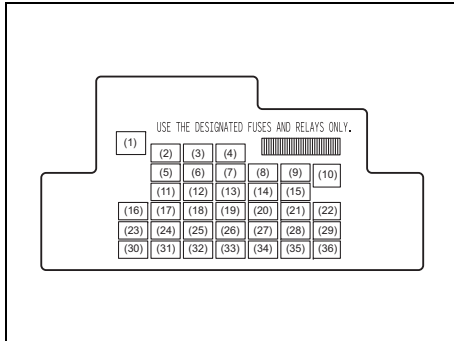 USE THE DESIGNATED FUSES AND RELAYS ONLY.
(1)
(2) (3) (4)
(5) (6) (7) (8) (9) (10)
(11) (12) (13) (14) (15)
(16) (17) (18) (19) (20) (21) (22)
(23) (24) (25) (26) (27) (28) (29)
(30) (31) (32) (33) (34) (35) (36)